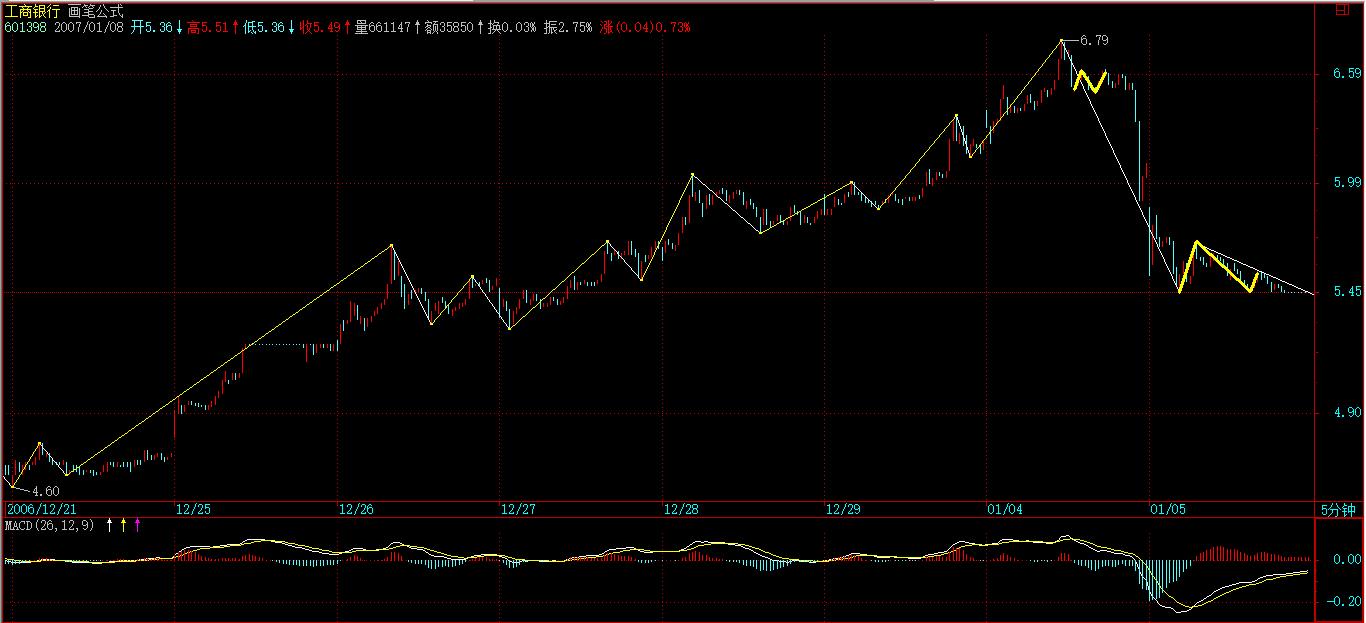 工商银行 画笔公式
601398 2007/01/08 开5.36↓高5.51↑低5.36↓收5.49↑量661147↑额35850↑换0.03% 振2.75% 涨(0.04)0.73%
6.79
6.59
5.99
5.45
4.90
4.60
2006/12/21 12/25 12/26 12/27 12/28 12/29 01/04 01/05 5分钟
MACD(26,12,9) ↑ ↑ ↑
0.00
-0.20